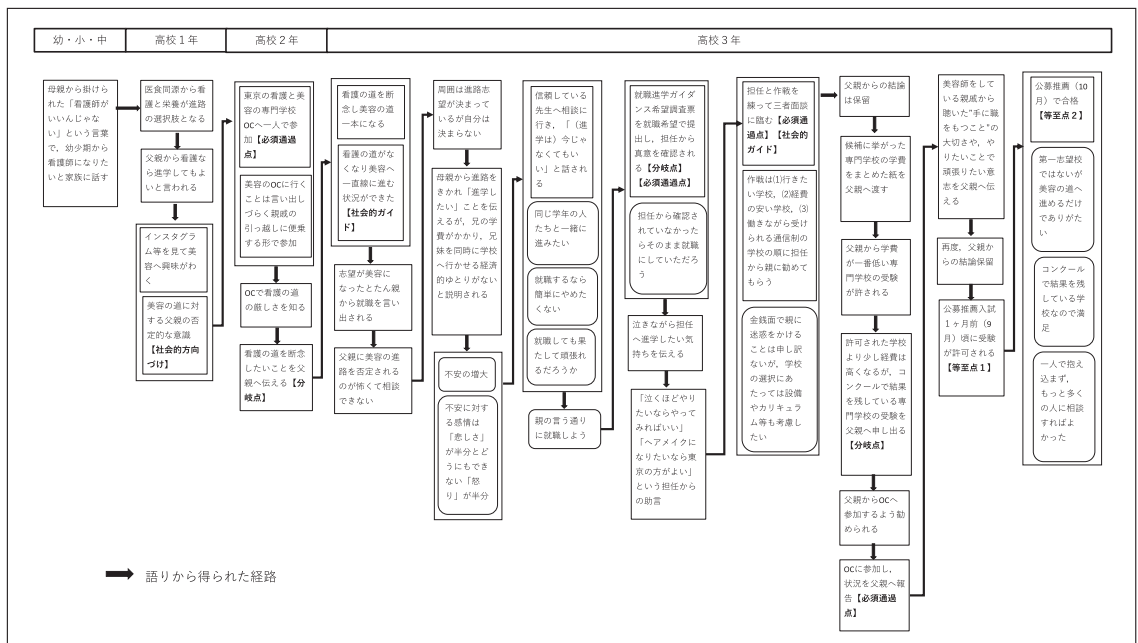 幼・小・中
高校１年
高校２年
高校３年
母親から掛けら
れた「看護師が
いいんじゃな
い」という言葉
で，幼少期から
看護師になりた
いと家族に話す
医食同源から看
護と栄養が進路
の選択肢となる
父親から看護な
ら進学してもよ
いと言われる
インスタグラ
ム等を見て美
容へ興味がわ
く
美容の道に対
する父親の否
定的な意識
【社会的方向
づけ】
東京の看護と美
容の専門学校
OCへ一人で参
加【必須通過
点】
美容のOCに行く
ことは言い出し
づらく親戚の
引っ越しに便乗
する形で参加
OCで看護の道
の厳しさを知る
看護の道を断念
したいことを父
親へ伝える【分
岐点】
看護の道を断
念し美容の道
一本になる
看護の道がな
くなり美容へ
一直線に進む
状況ができた
【社会的ガイ
ド】
志望が美容に
なったとたん親
から就職を言い
出される
父親に美容の進
路を否定される
のが怖くて相談
できない
周囲は進路志
望が決まって
いるが自分は
決まらない
母親から進路を
きかれ「進学し
たい」ことを伝
えるが，兄の学
費がかかり，兄
妹を同時に学校
へ行かせる経済
的ゆとりがない
と説明される
不安の増大
不安に対す
る感情は
「悲しさ」
が半分とど
うにもでき
ない「怒
り」が半分
信頼している
先生へ相談に
行き，「（進
学は）今じゃ
なくてもい
い」と話され
る
同じ学年の人
たちと一緒に
進みたい
就職するなら
簡単にやめた
くない
就職しても果
たして頑張れ
るだろうか
親の言う通り
に就職しよう
就職進学ガイダ
ンス希望調査票
を就職希望で提
出し，担任から
真意を確認され
る【分岐点】
【必須通過点】
担任から確認さ
れていなかった
らそのまま就職
にしていただろ
う
泣きながら担任
へ進学したい気
持ちを伝える
「泣くほどやり
たいならやって
みればいい」
「ヘアメイクに
なりたいなら東
京の方がよい」
という担任から
の助言
担任と作戦を
練って三者面談
に臨む【必須通
過点】【社会的
ガイド】
作戦は⑴行きた
い学校，⑵経費
の安い学校，⑶
働きながら受け
られる通信制の
学校の順に担任
から親に勧めて
もらう
金銭面で親に
迷惑をかける
ことは申し訳
ないが，学校
の選択にあ
たっては設備
やカリキュラ
ム等も考慮し
たい
父親からの結論
は保留
候補に挙がった
専門学校の学費
をまとめた紙を
父親へ渡す
父親から学費
が一番低い専
門学校の受験
が許される
許可された学校
より少し経費は
高くなるが，コ
ンクールで結果
を残している専
門学校の受験を
父親へ申し出る
【分岐点】
父親からOCへ
参加するよう勧
められる
OCに参加し，
状況を父親へ報
告【必須通過
点】
美容師をして
いる親戚から
聴いた"手に職
をもつこと"の
大切さや，や
りたいことで
頑張りたい意
志を父親へ伝
える
再度，父親か
らの結論保留
公募推薦入試
１ヶ月前（9
月）頃に受験
が許可される
【等至点１】
公募推薦（10
月）で合格
【等至点２】
第一志望校
ではないが
美容の道へ
進めるだけ
でありがた
い
コンクール
で結果を残
している学
校なので満
足
一人で抱え
込まず，
もっと多く
の人に相談
すればよ
かった
語りから得られた経路